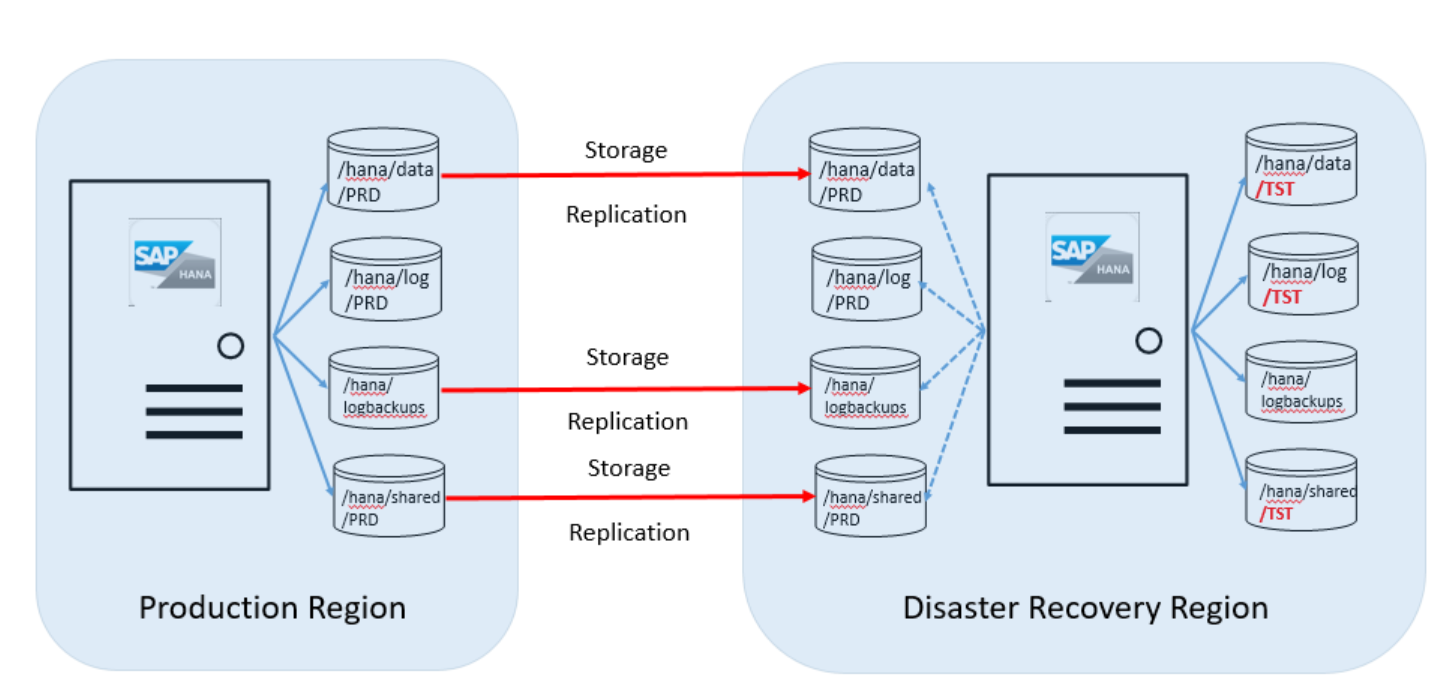 /hana/data
/PRD
SAP
HANA
/hana/log
/PRD
/hana/
logbackups
/hana/shared
/PRD
Production Region
Storage
Replication
Storage
Replication
Storage
Replication
/hana/data
/PRD
/hana/log
/PRD
/hana/
logbackups
/hana/shared
/PRD
SAP
HANA
/hana/data
/TST
/hana/log
/TST
/hana/
logbackups
/hana/shared
/TST
Disaster Recovery Region